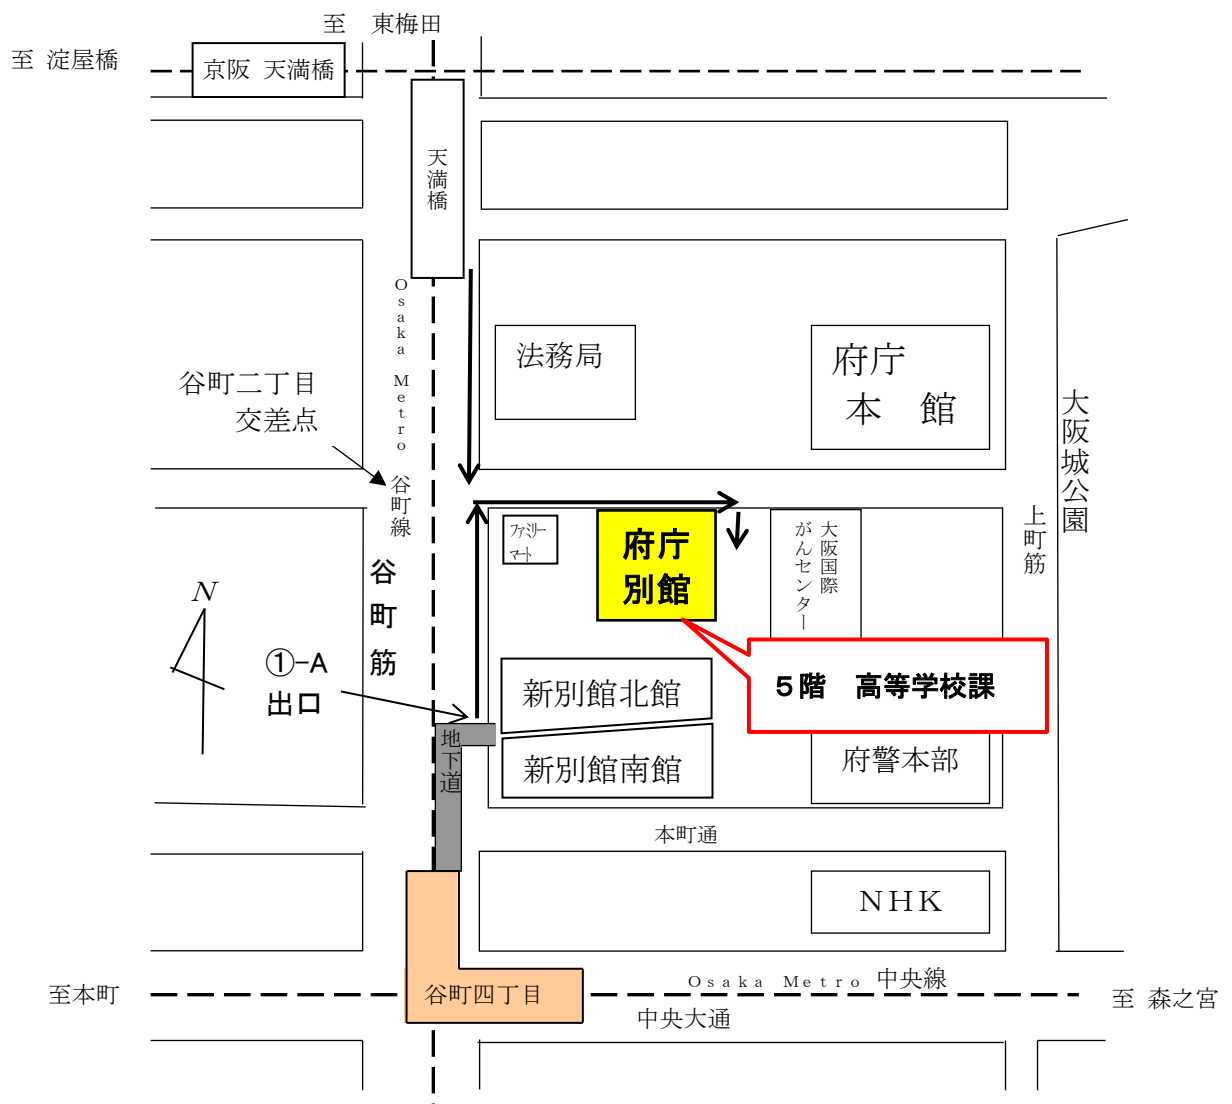 至　東梅田
至 淀屋橋
京阪 天満橋
天満橋
Osaka Metro 谷町線
法務局
府庁
本　館
谷町二丁目
交差点
大阪城公園
上町筋
ファミリー
マート
府庁
別館
大阪国際
がんセンター
谷町筋
N
①-A
出口
新別館北館
５階　高等学校課
地下道
新別館南館
府警本部
本町通
ＮＨＫ
Osaka Metro 中央線
至本町
谷町四丁目
至 森之宮
中央大通